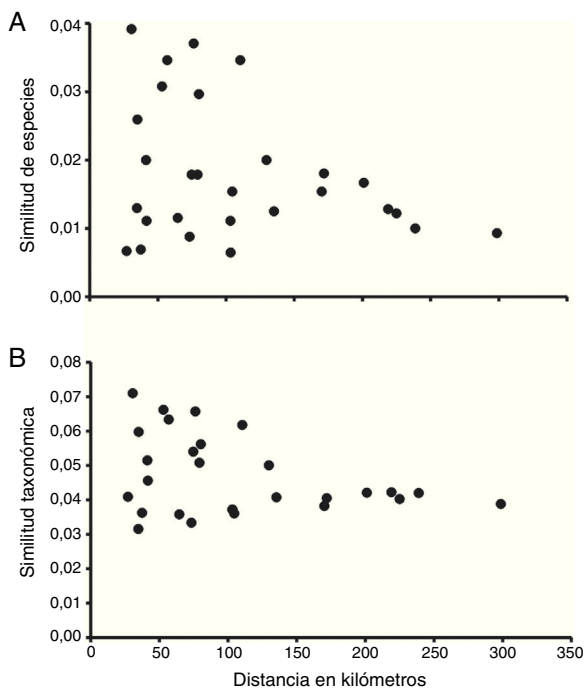 A
Similitud de especies
0,04
0,03
0,02
0,01
0,00
B
Similitud taxonómica
0,08
0,07
0,06
0,05
0,04
0,03
0,02
0,01
0,00
0 50 100 150 200 250 300 350
Distancia en kilómetros